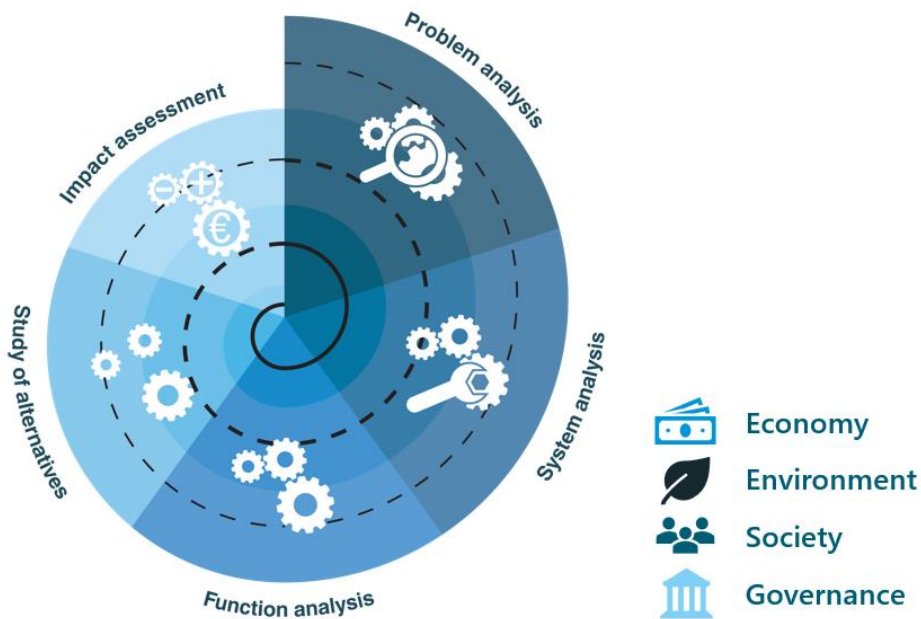 Problem analysis
System analysis
Function analysis
Study of alternatives
Impact assessment
€
Economy
Environment
Society
Governance